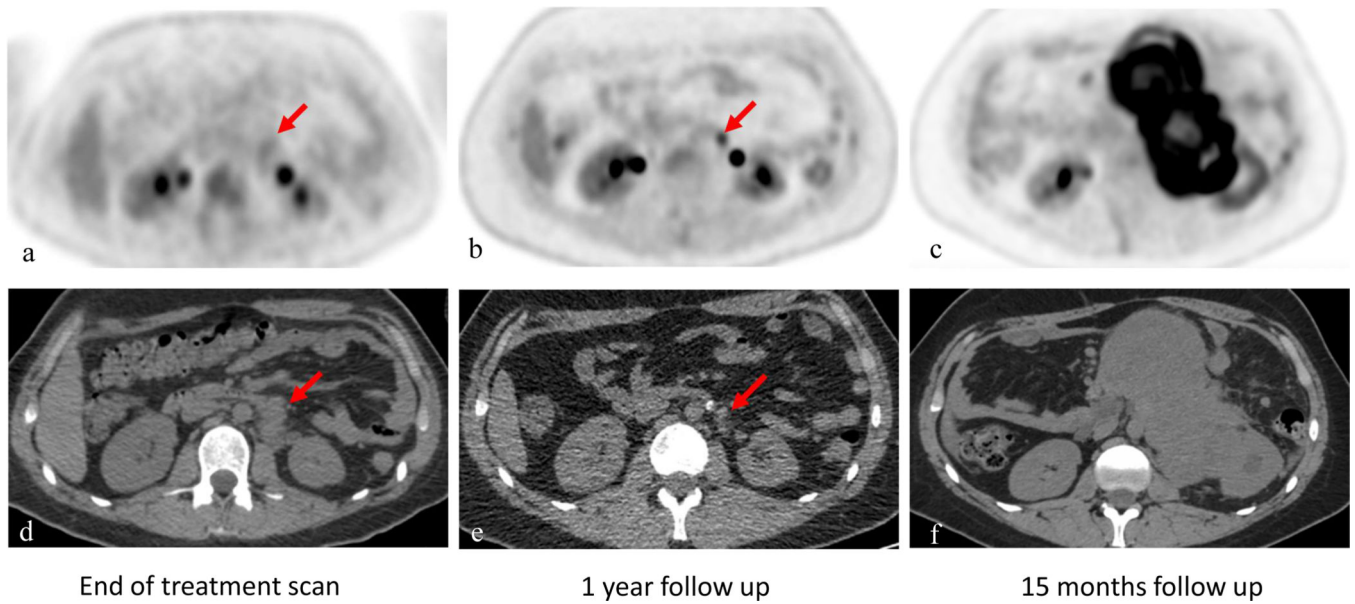 a
b
c
d
e
f
End of treatment scan
1 year follow up
15 months follow up